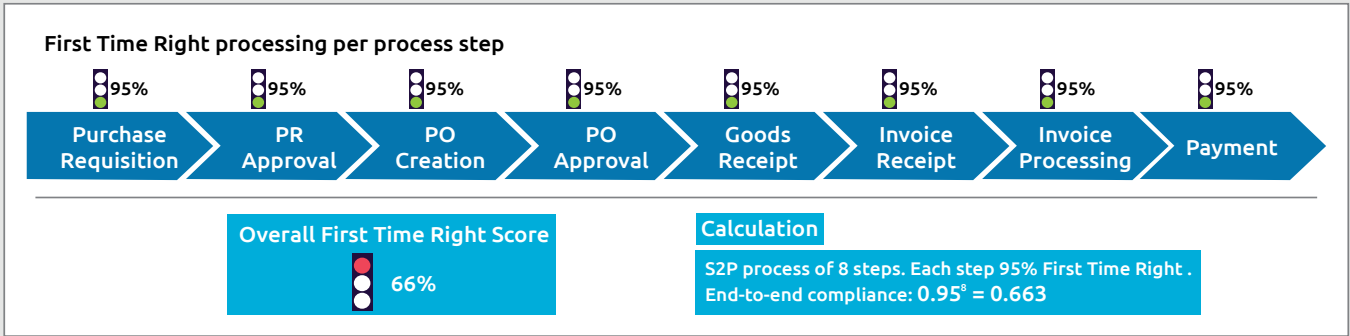 First Time Right processing per process step
95% 95% 95% 95% 95% 95% 95% 95%
Purchase
Requisition
PR
Approval
PO
Creation
PO
Approval
Goods
Receipt
Invoice
Receipt
Invoice
Processing
Payment
Overall First Time Right Score
66%
Calculation
S2P process of 8 steps. Each step 95% First Time Right .
End-to-end compliance: 0.95⁸ = 0.663